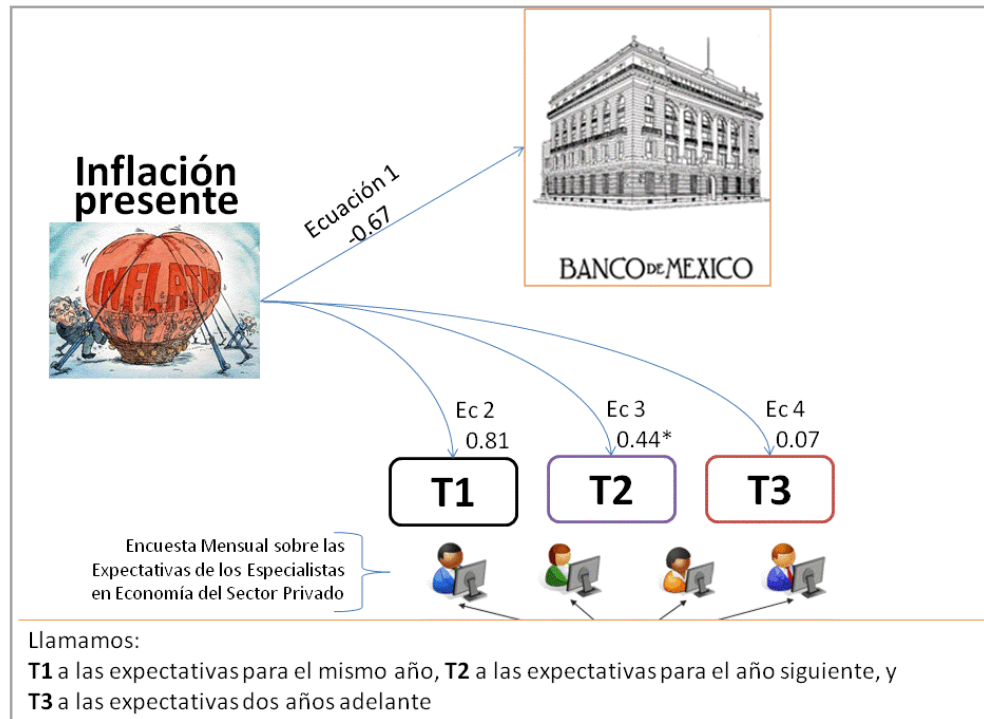 Inflación
presente
INFLATI
Ecuación 1
-0.67
BANCO DE MEXICO
Ec 2
0.81
Ec 3
0.44*
Ec 4
0.07
T1
T2
T3
Encuesta Mensual sobre las
Expectativas de los Especialistas
en Economía del Sector Privado
Llamamos:
T1 a las expectativas para el mismo año, T2 a las expectativas para el año siguiente, y
T3 a las expectativas dos años adelante